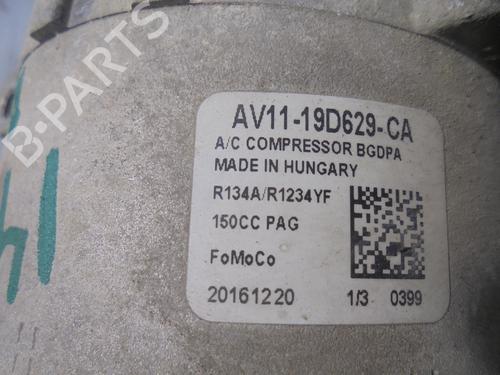 B-PARTS
AV11-19D629-CA
A/C COMPRESSOR BGDPA
MADE IN HUNGARY
R134A/R1234YF
150CC PAG
FoMoCo
20161220 1/3 0399